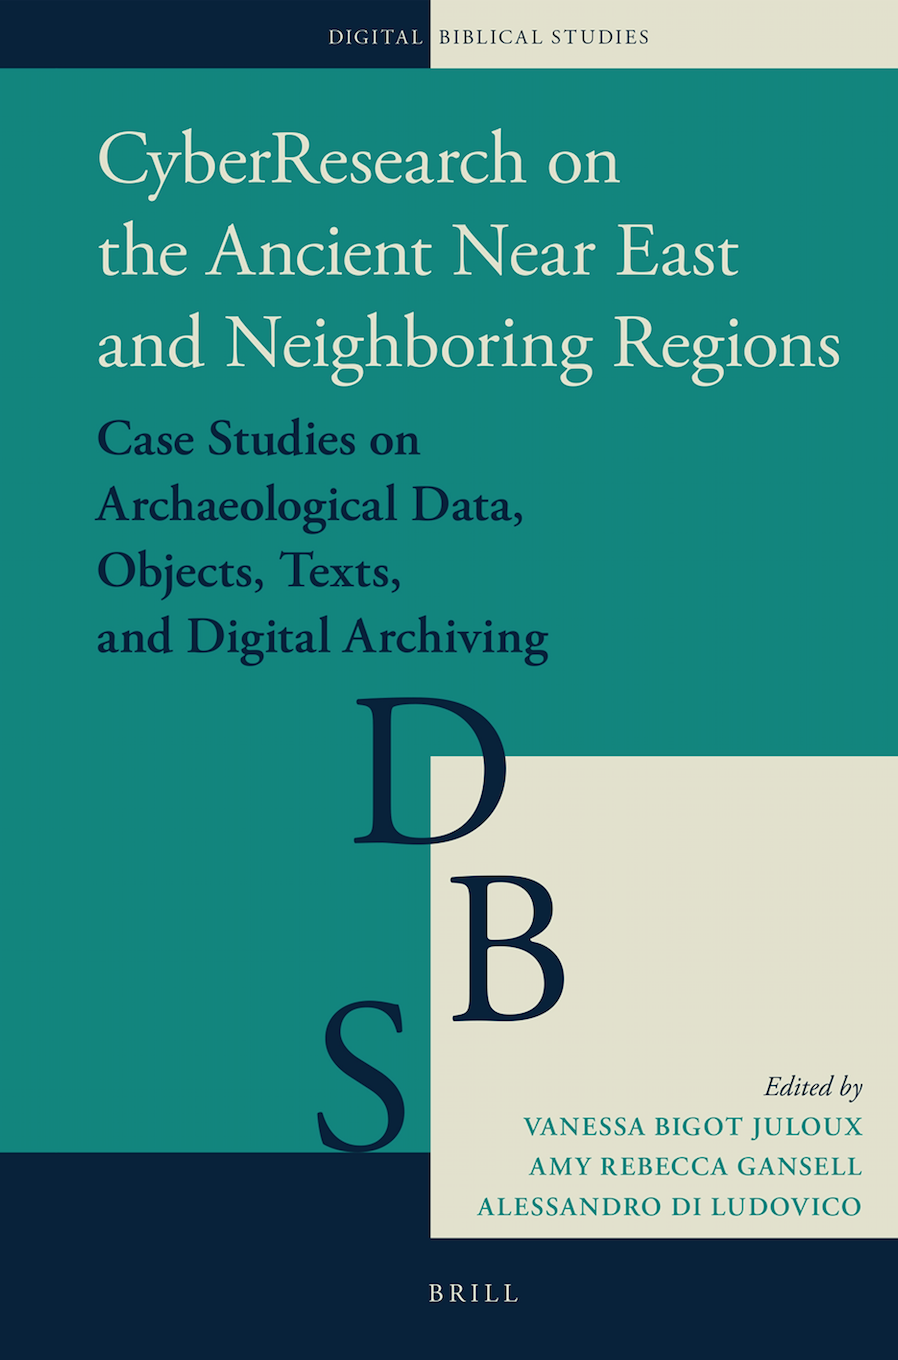 DIGITAL BIBLICAL STUDIES
CyberResearch on
the Ancient Near East
and Neighboring Regions
Case Studies on
Archaeological Data,
Objects, Texts,
and Digital Archiving
D
B
S
Edited by
VANESSA BIGOT JULOUX
AMY REBECCA GANSELL
ALESSANDRO DI LUDOVICO
BRILL